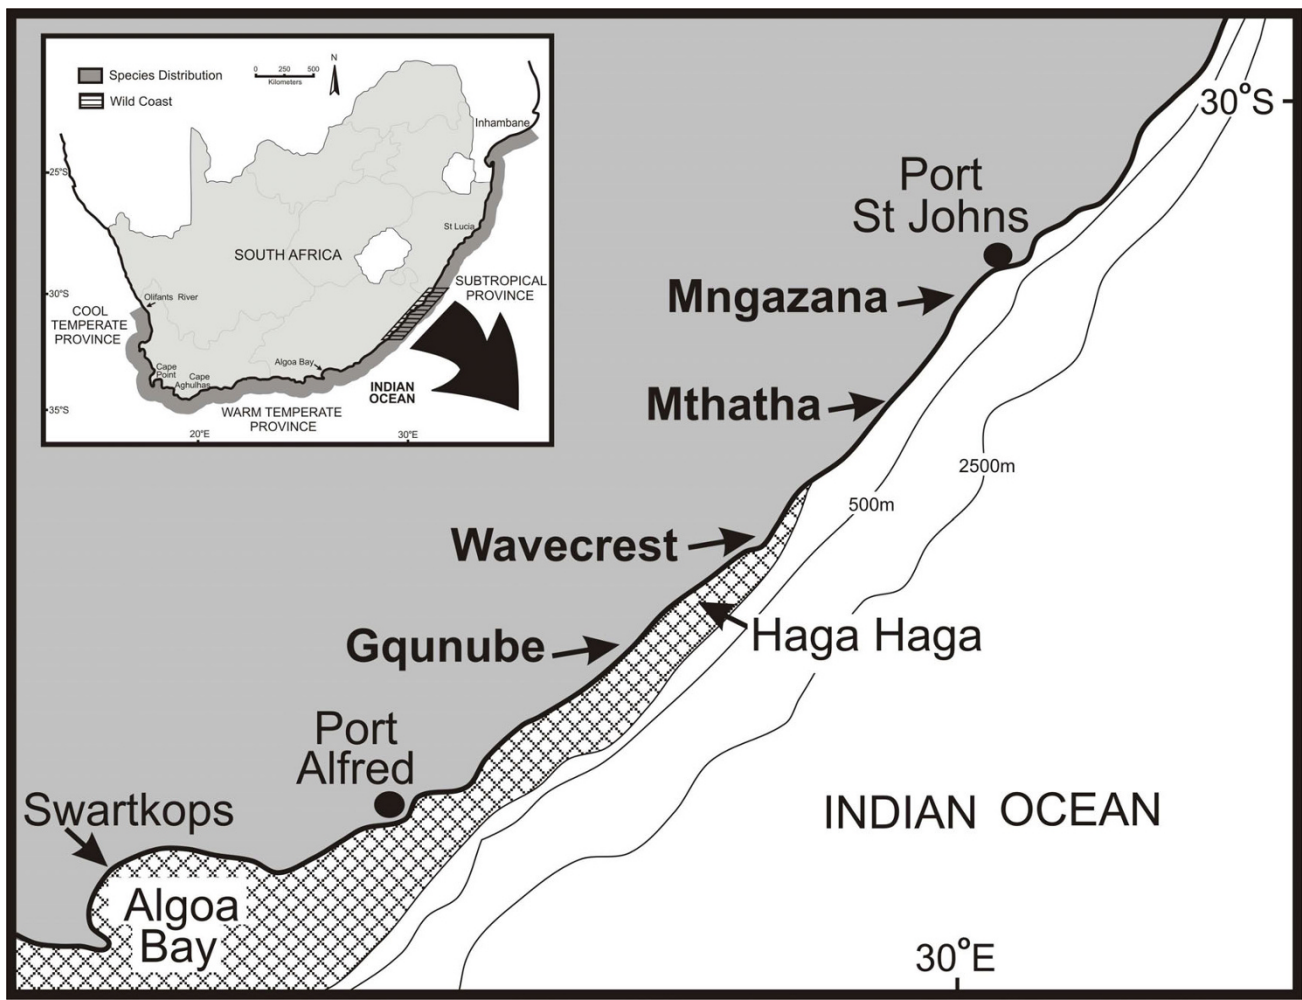 Species Distribution
Wild Coast
0 250 500
Kilometers
N
Inhambane
25°S
St Lucia
SOUTH AFRICA
SUBTROPICAL
PROVINCE
30°S
Olifants River
COOL
TEMPERATE
PROVINCE
Algoa Bay
Cape
Point
Cape
Aghulhas
INDIAN
OCEAN
35°S
WARM TEMPERATE
PROVINCE
20°E
30°E
30°S
Port
St Johns
Mngazana
Mthatha
2500m
500m
Wavecrest
Haga Haga
Gqunube
Port
Alfred
Swartkops
INDIAN OCEAN
Algoa
Bay
30°E